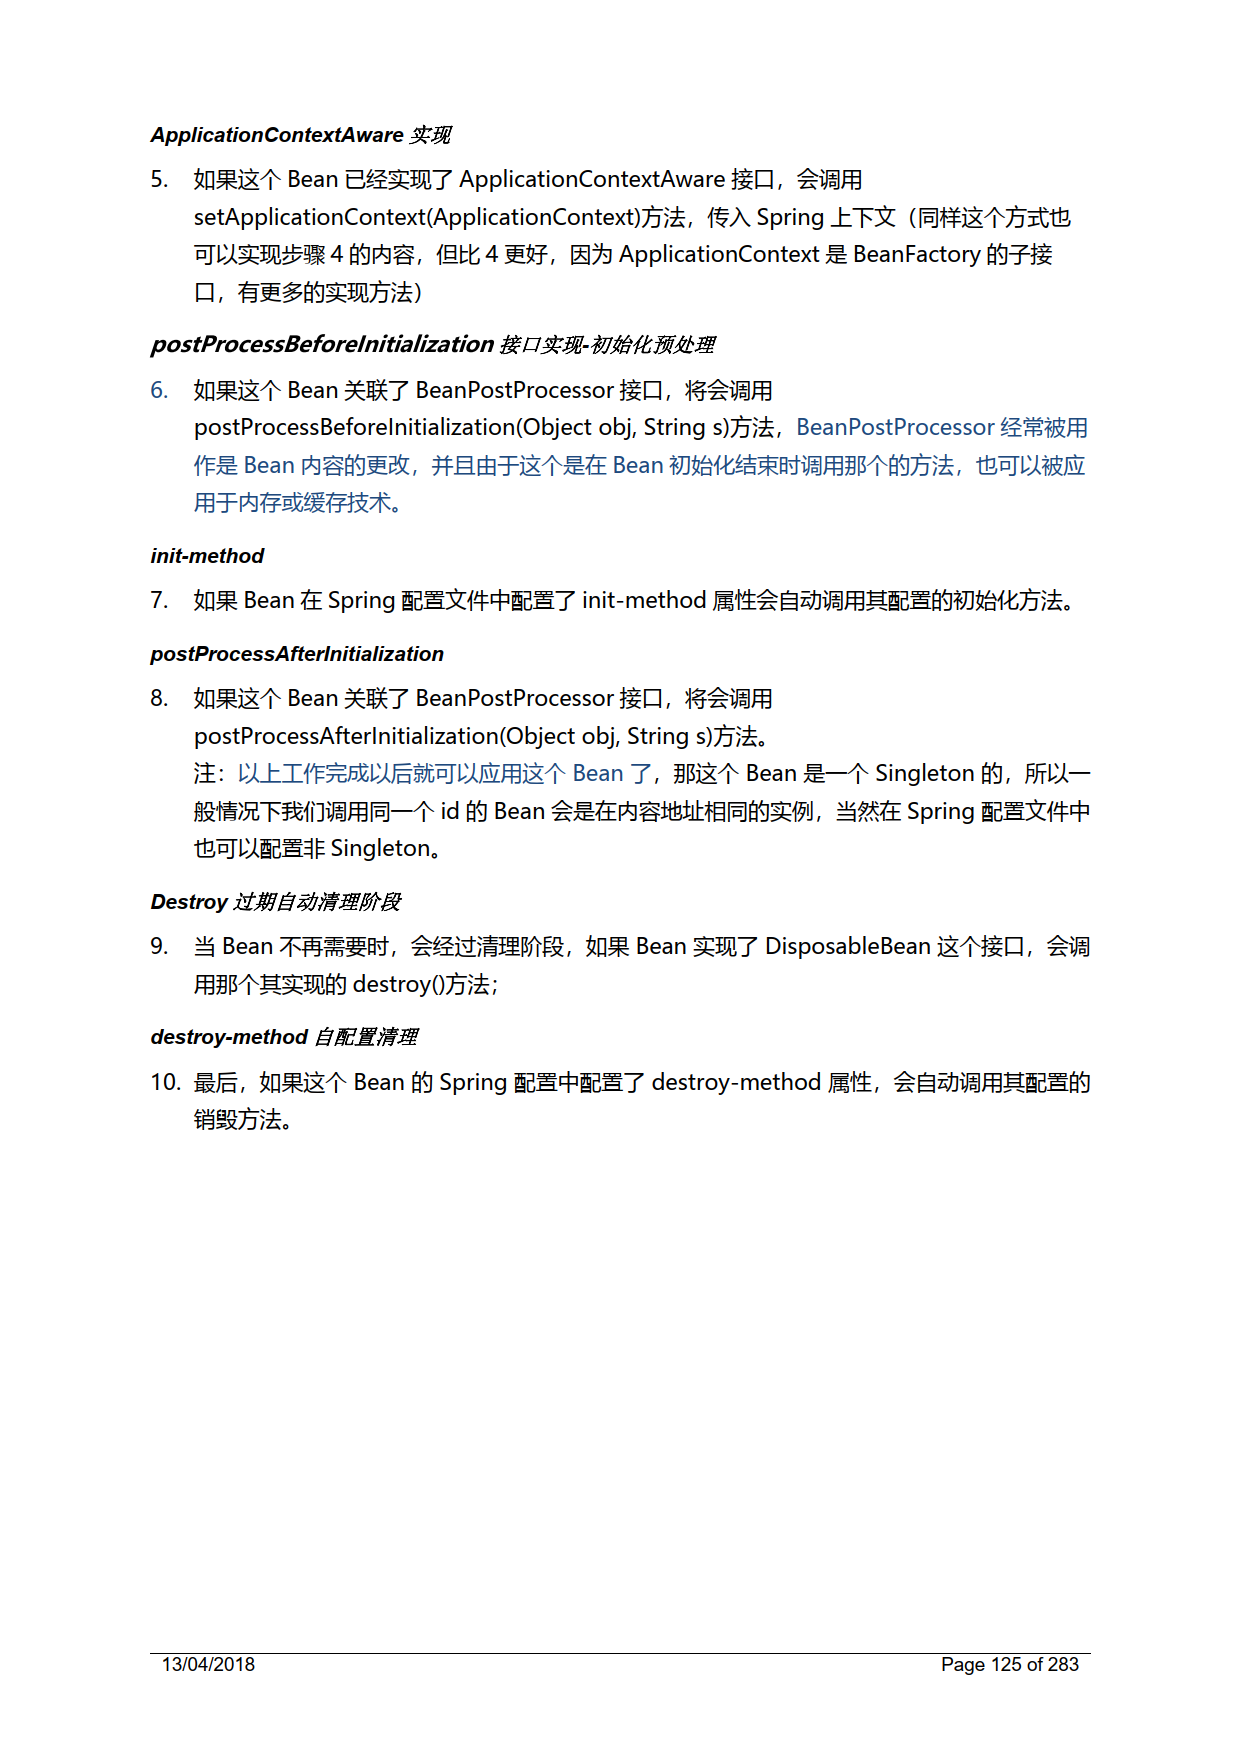 ApplicationContextAware 实现
5. 如果这个 Bean 已经实现了 ApplicationContextAware 接口，会调用
setApplicationContext(ApplicationContext)方法，传入 Spring 上下文（同样这个方式也
可以实现步骤 4 的内容，但比 4 更好，因为 ApplicationContext 是 BeanFactory 的子接
口，有更多的实现方法）
postProcessBeforeInitialization 接口实现-初始化预处理
6. 如果这个 Bean 关联了 BeanPostProcessor 接口，将会调用
postProcessBeforeInitialization(Object obj, String s)方法，BeanPostProcessor 经常被用
作是 Bean 内容的更改，并且由于这个是在 Bean 初始化结束时调用那个的方法，也可以被应
用于内存或缓存技术。
init-method
7. 如果 Bean 在 Spring 配置文件中配置了 init-method 属性会自动调用其配置的初始化方法。
postProcessAfterInitialization
8. 如果这个 Bean 关联了 BeanPostProcessor 接口，将会调用
postProcessAfterInitialization(Object obj, String s)方法。
注：以上工作完成以后就可以应用这个 Bean 了，那这个 Bean 是一个 Singleton 的，所以一
般情况下我们调用同一个 id 的 Bean 会是在内容地址相同的实例，当然在 Spring 配置文件中
也可以配置非 Singleton。
Destroy 过期自动清理阶段
9. 当 Bean 不再需要时，会经过清理阶段，如果 Bean 实现了 DisposableBean 这个接口，会调
用那个其实现的 destroy()方法；
destroy-method 自配置清理
10. 最后，如果这个 Bean 的 Spring 配置中配置了 destroy-method 属性，会自动调用其配置的
销毁方法。
13/04/2018 Page 125 of 283